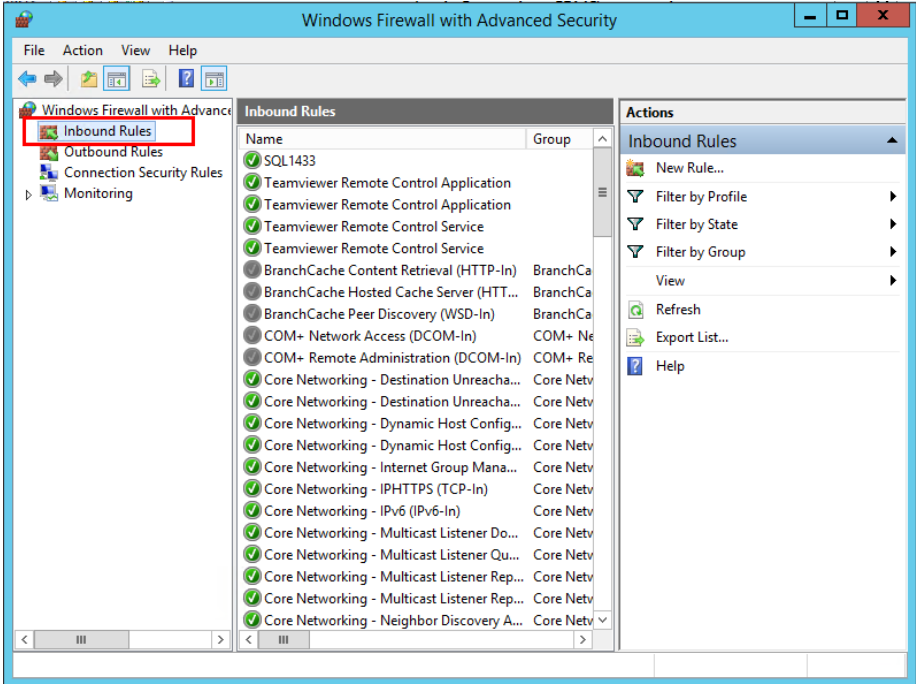 Windows Firewall with Advanced Security
File Action View Help
Windows Firewall with Advance
Inbound Rules
Outbound Rules
Connection Security Rules
Monitoring
Inbound Rules
Name Group
SQL1433
Teamviewer Remote Control Application
Teamviewer Remote Control Application
Teamviewer Remote Control Service
Teamviewer Remote Control Service
BranchCache Content Retrieval (HTTP-In) BranchCa
BranchCache Hosted Cache Server (HTT... BranchCa
BranchCache Peer Discovery (WSD-In) BranchCa
COM+ Network Access (DCOM-In) COM+ Ne
COM+ Remote Administration (DCOM-In) COM+ Re
Core Networking - Destination Unreacha... Core Netv
Core Networking - Destination Unreacha... Core Netv
Core Networking - Dynamic Host Config... Core Netv
Core Networking - Dynamic Host Config... Core Netv
Core Networking - Internet Group Mana... Core Netv
Core Networking - IPHTTPS (TCP-In) Core Netv
Core Networking - IPv6 (IPv6-In) Core Netv
Core Networking - Multicast Listener Do... Core Netv
Core Networking - Multicast Listener Qu... Core Netv
Core Networking - Multicast Listener Rep... Core Netv
Core Networking - Multicast Listener Rep... Core Netv
Core Networking - Neighbor Discovery A... Core Netv
Actions
Inbound Rules
New Rule...
Filter by Profile
Filter by State
Filter by Group
View
Refresh
Export List...
Help